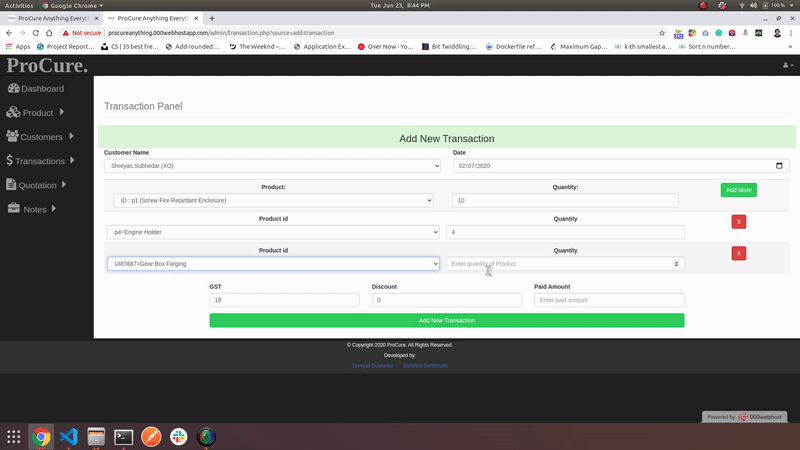 Activities
Google Chrome
Tue Jun 23, 8:44 PM
100 %
ProCure Anything Every!
ProCure Anything Every!
Not secure
procureanything.000webhostapp.com/admin/transaction.php?source=add-transaction
Apps
Project Report...
CS | 33 best fre...
Add rounded...
The Weeknd – ...
Application Ex...
Over Now - You...
Bit Twiddling...
Dockerfile ref...
Maximum Gap...
k-th smallest a...
Sort n number...
ProCure.
Dashboard
Product
Customers
Transactions
Quotation
Notes
Transaction Panel
Add New Transaction
Customer Name
Date
Shreyas Subhedar (XO)
02/07/2020
Product:
Quantity:
ID : p1 (Screw Fire Retardant Enclosure)
10
Add More
Product id
Quantity
p4=Engine Holder
4
X
Product id
Quantity
UI87687=Gear Box Forging
Enter quantity of Product
X
GST
Discount
Paid Amount
18
0
Enter paid amount
Add New Transaction
© Copyright 2020 ProCure. All Rights Reserved.
Developed by:
Shreyas Subhedar
Powered by
000webhost